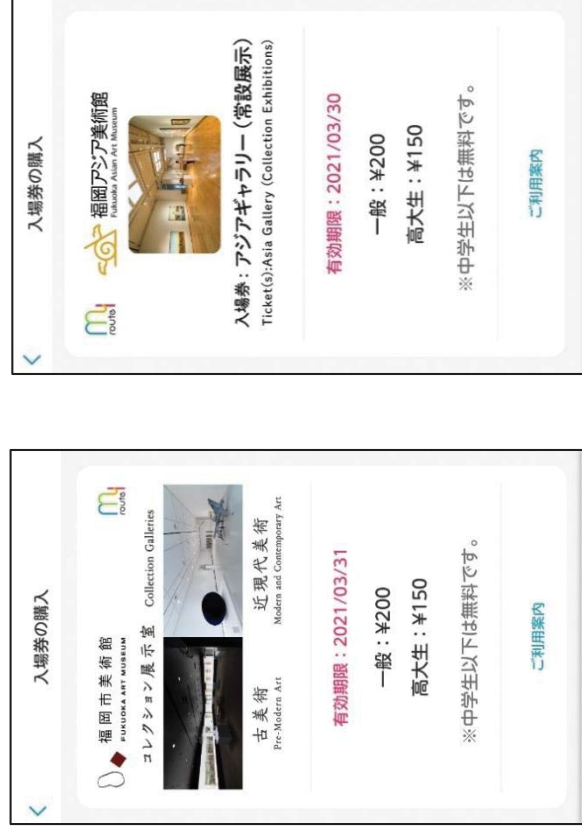 入場券の購入
福岡市美術館
FUKUOKA ART MUSEUM
my route
コレクション展示室 Collection Galleries
古美術
Pre-Modern Art
近現代美術
Modern and Contemporary Art
有効期限：2021/03/31
一般：¥200
高大生：¥150
※中学生以下は無料です。
ご利用案内
入場券の購入
my route
福岡アジア美術館
Fukuoka Asian Art Museum
入場券：アジアギャラリー（常設展示）
Ticket(s):Asia Gallery (Collection Exhibitions)
有効期限：2021/03/30
一般：¥200
高大生：¥150
※中学生以下は無料です。
ご利用案内